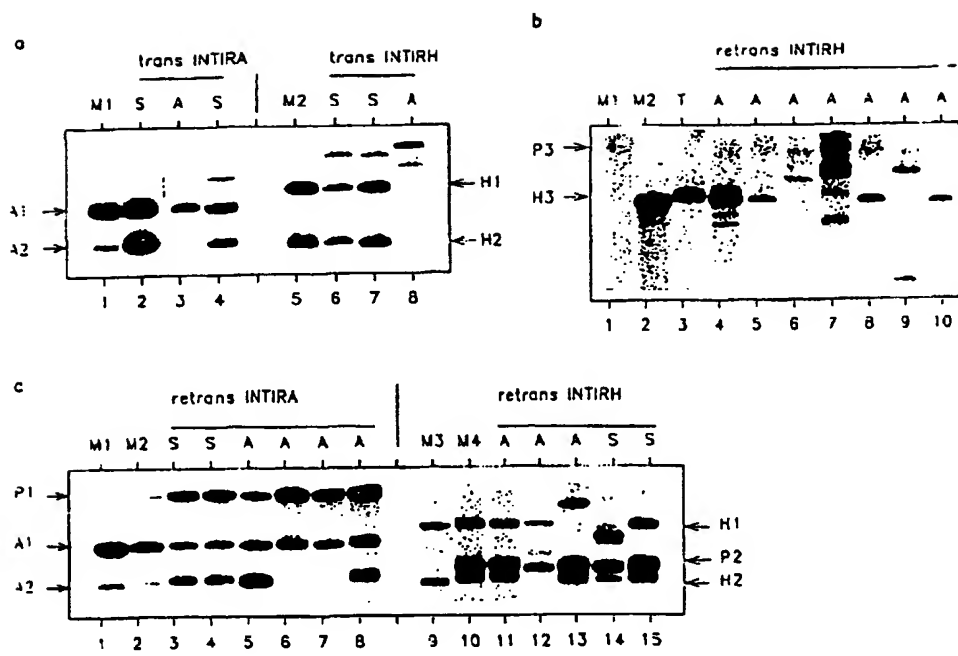 a
trans INTIRA
trans INTIRH
M1 S A S M2 S S A
A1
A2
H1
H2
1 2 3 4 5 6 7 8
b
retrans INTIRH
M1 M2 T A A A A A A A
P3
H3
1 2 3 4 5 6 7 8 9 10
c
retrans INTIRA
retrans INTIRH
M1 M2 S S A A A A M3 M4 A A A S S
P1
A1
A2
H1
P2
H2
1 2 3 4 5 6 7 8 9 10 11 12 13 14 15